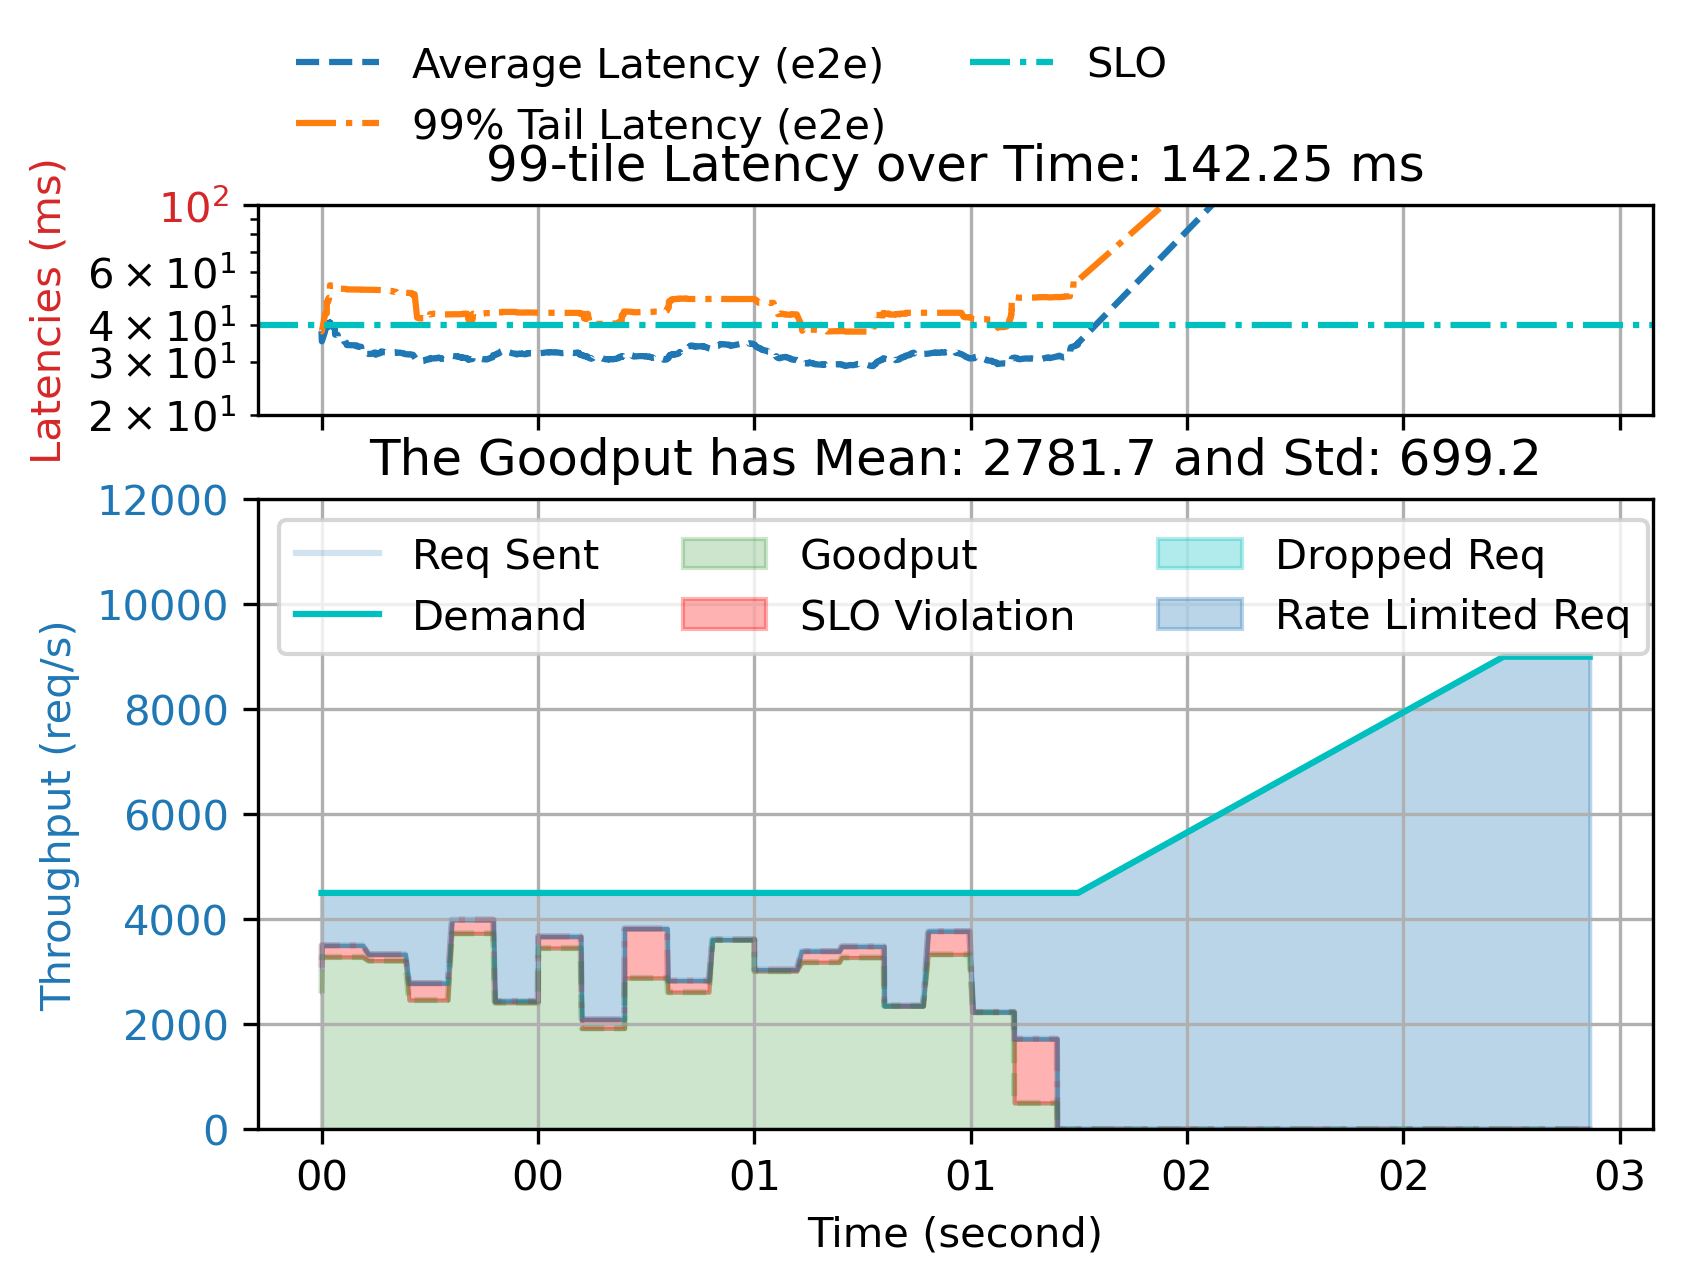 Average Latency (e2e)
SLO
99% Tail Latency (e2e)
99-tile Latency over Time: 142.25 ms
Latencies (ms)
10²
6 × 10¹
4 × 10¹
3 × 10¹
2 × 10¹
The Goodput has Mean: 2781.7 and Std: 699.2
Throughput (req/s)
12000
10000
8000
6000
4000
2000
0
Req Sent
Goodput
Dropped Req
Demand
SLO Violation
Rate Limited Req
00 00 01 01 02 02 03
Time (second)